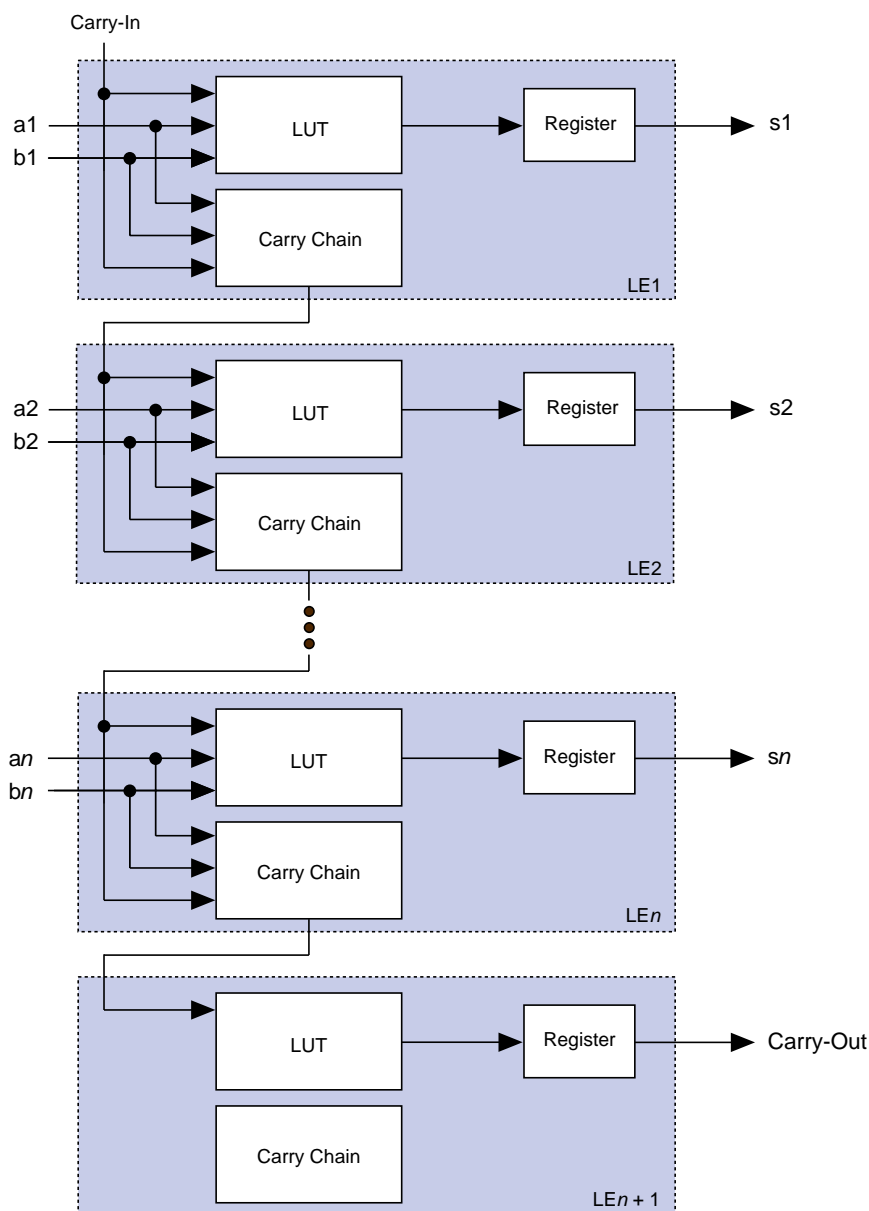 Carry-In
a1
b1
LUT
Register
s1
Carry Chain
LE1
a2
b2
LUT
Register
s2
Carry Chain
LE2
an
bn
LUT
Register
sn
Carry Chain
LEn
LUT
Register
Carry-Out
Carry Chain
LEn + 1